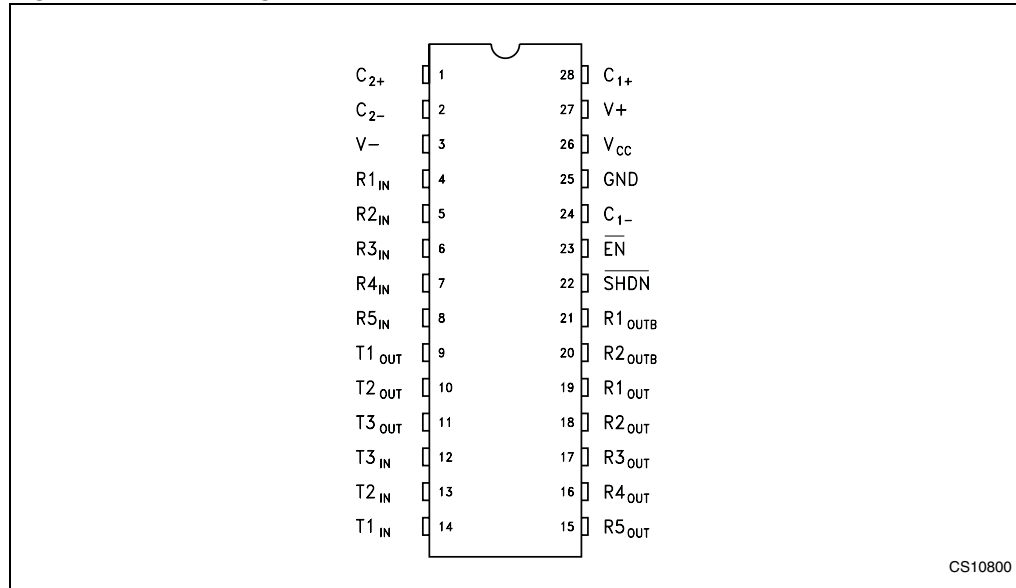 C2+ 1 28 C1+
C2- 2 27 V+
V- 3 26 VCC
R1IN 4 25 GND
R2IN 5 24 C1-
R3IN 6 23 EN
R4IN 7 22 SHDN
R5IN 8 21 R1OUTB
T1OUT 9 20 R2OUTB
T2OUT 10 19 R1OUT
T3OUT 11 18 R2OUT
T3IN 12 17 R3OUT
T2IN 13 16 R4OUT
T1IN 14 15 R5OUT
CS10800